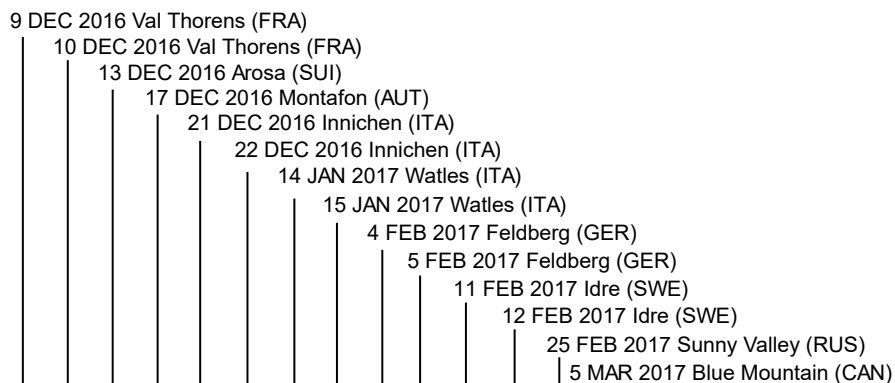 9 DEC 2016 Val Thorens (FRA)
10 DEC 2016 Val Thorens (FRA)
13 DEC 2016 Arosa (SUI)
17 DEC 2016 Montafon (AUT)
21 DEC 2016 Innichen (ITA)
22 DEC 2016 Innichen (ITA)
14 JAN 2017 Watles (ITA)
15 JAN 2017 Watles (ITA)
4 FEB 2017 Feldberg (GER)
5 FEB 2017 Feldberg (GER)
11 FEB 2017 Idre (SWE)
12 FEB 2017 Idre (SWE)
25 FEB 2017 Sunny Valley (RUS)
5 MAR 2017 Blue Mountain (CAN)